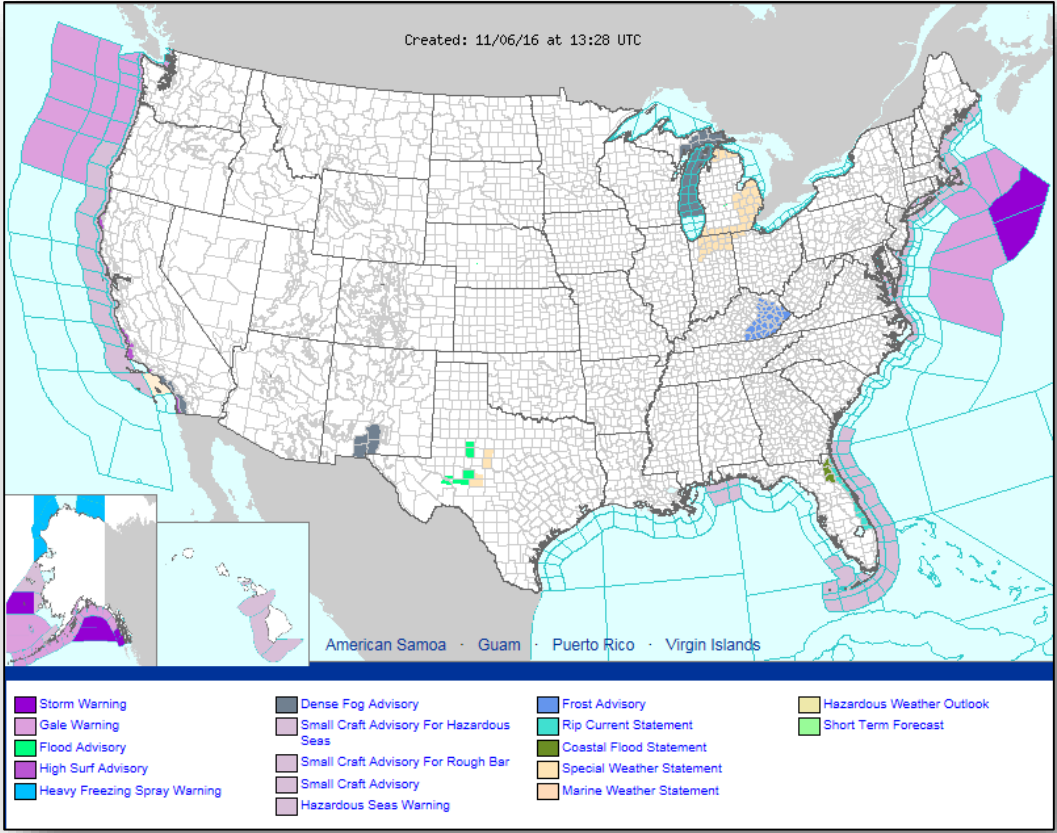 Created: 11/06/16 at 13:28 UTC
American Samoa · Guam · Puerto Rico · Virgin Islands
Storm Warning
Gale Warning
Flood Advisory
High Surf Advisory
Heavy Freezing Spray Warning
Dense Fog Advisory
Small Craft Advisory For Hazardous
Seas
Small Craft Advisory For Rough Bar
Small Craft Advisory
Hazardous Seas Warning
Frost Advisory
Rip Current Statement
Coastal Flood Statement
Special Weather Statement
Marine Weather Statement
Hazardous Weather Outlook
Short Term Forecast